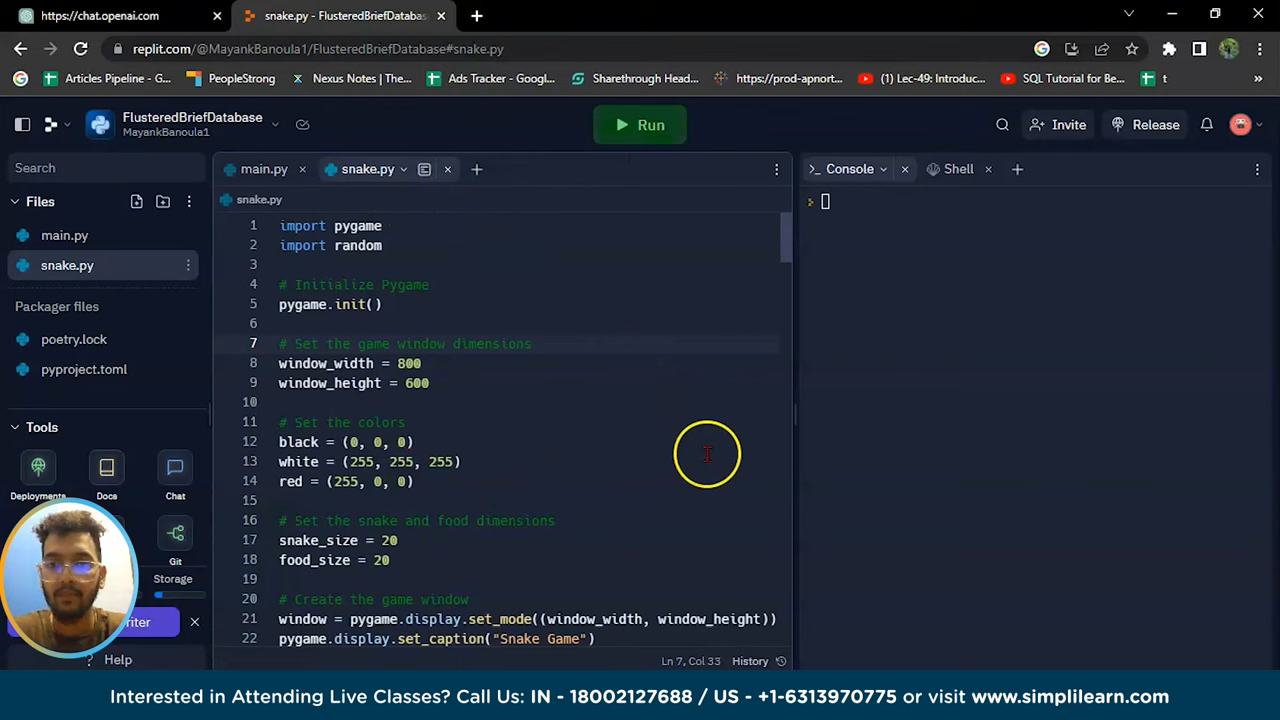 https://chat.openai.com
snake.py - FlusteredBriefDatabas
replit.com/@MayankBanoula1/FlusteredBriefDatabase#snake.py
Articles Pipeline - G...
PeopleStrong
Nexus Notes | The...
Ads Tracker - Googl...
Sharethrough Head...
https://prod-apnort...
(1) Lec-49: Introduc...
SQL Tutorial for Be...
t
FlusteredBriefDatabase
MayankBanoula1
Run
Invite
Release
Search
main.py
snake.py
Console
Shell
Files
snake.py
main.py
snake.py
Packager files
poetry.lock
pyproject.toml
Tools
Deployments
Docs
Chat
Git
Storage
Help
1 import pygame
2 import random
3
4 # Initialize Pygame
5 pygame.init()
6
7 # Set the game window dimensions
8 window_width = 800
9 window_height = 600
10
11 # Set the colors
12 black = (0, 0, 0)
13 white = (255, 255, 255)
14 red = (255, 0, 0)
15
16 # Set the snake and food dimensions
17 snake_size = 20
18 food_size = 20
19
20 # Create the game window
21 window = pygame.display.set_mode((window_width, window_height))
22 pygame.display.set_caption("Snake Game")
Ln 7, Col 33
History
Interested in Attending Live Classes? Call Us: IN - 18002127688 / US - +1-6313970775 or visit www.simplilearn.com